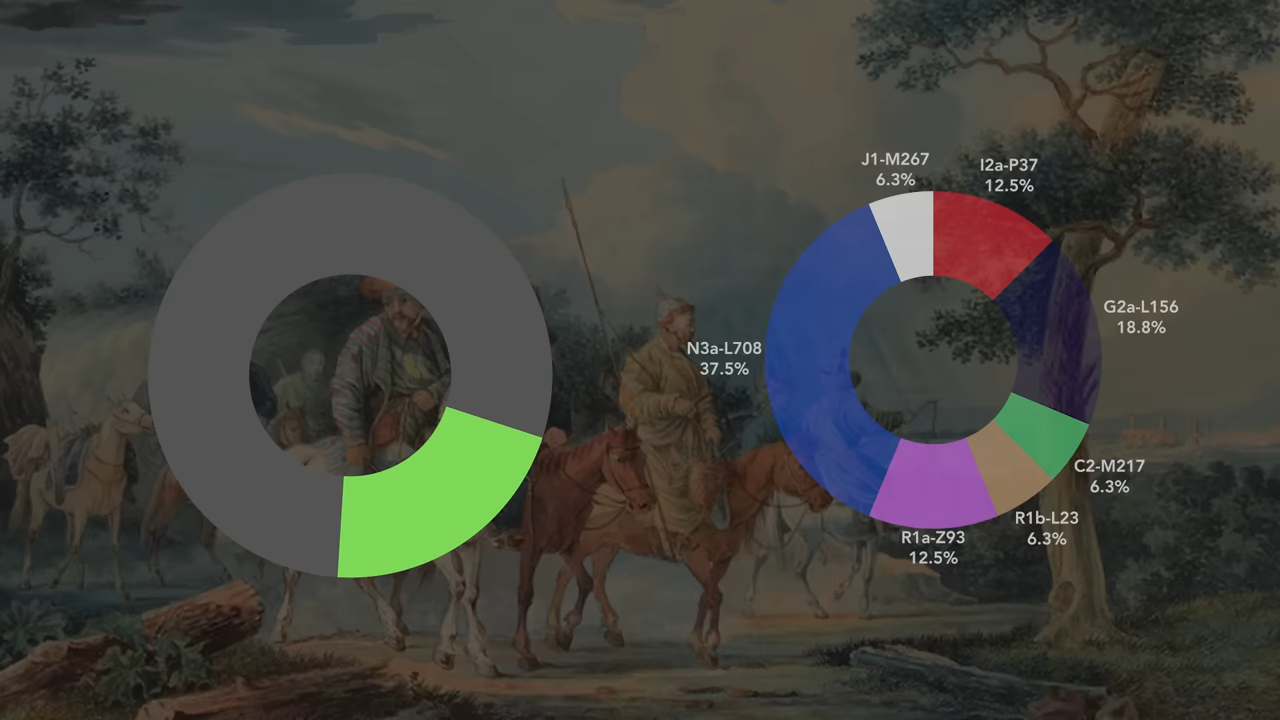 J1-M267
6.3%
I2a-P37
12.5%
G2a-L156
18.8%
N3a-L708
37.5%
C2-M217
6.3%
R1b-L23
6.3%
R1a-Z93
12.5%